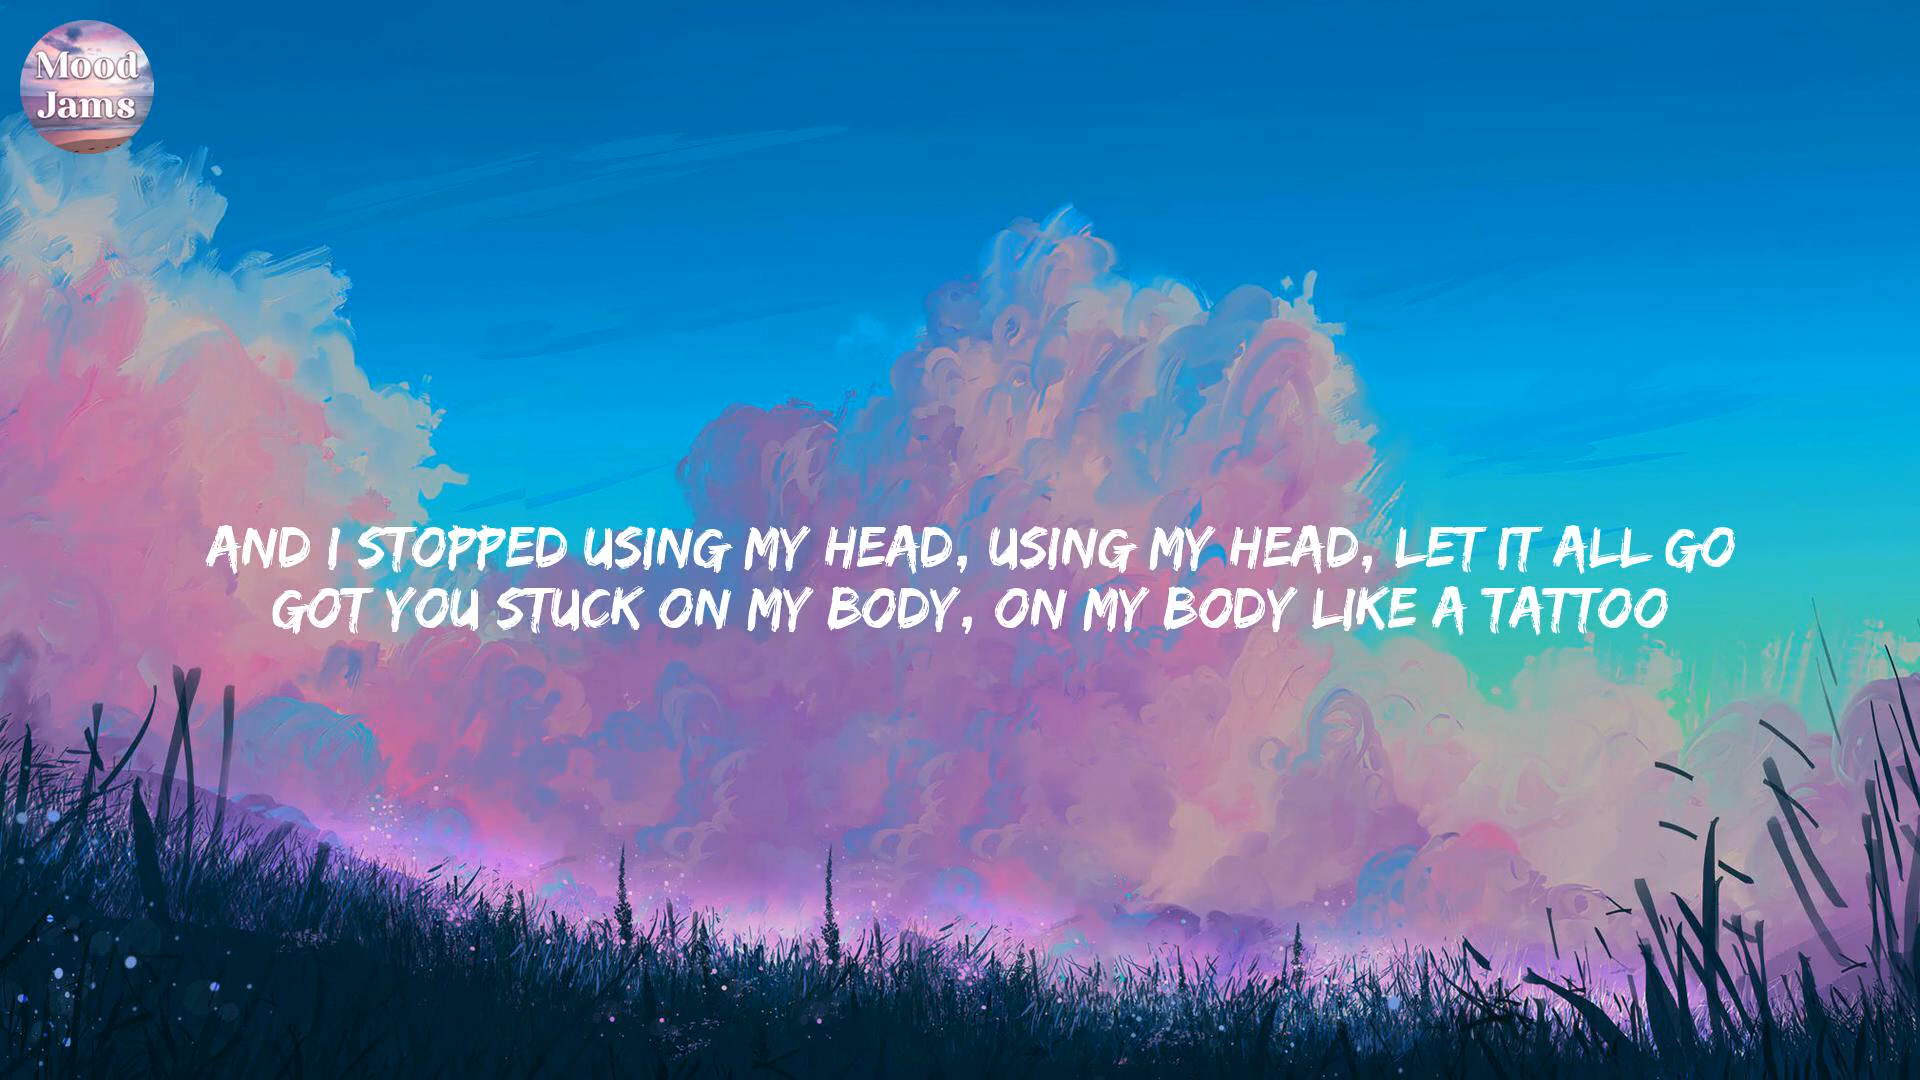 Mood
Jams
AND I STOPPED USING MY HEAD, USING MY HEAD, LET IT ALL GO
GOT YOU STUCK ON MY BODY, ON MY BODY LIKE A TATTOO